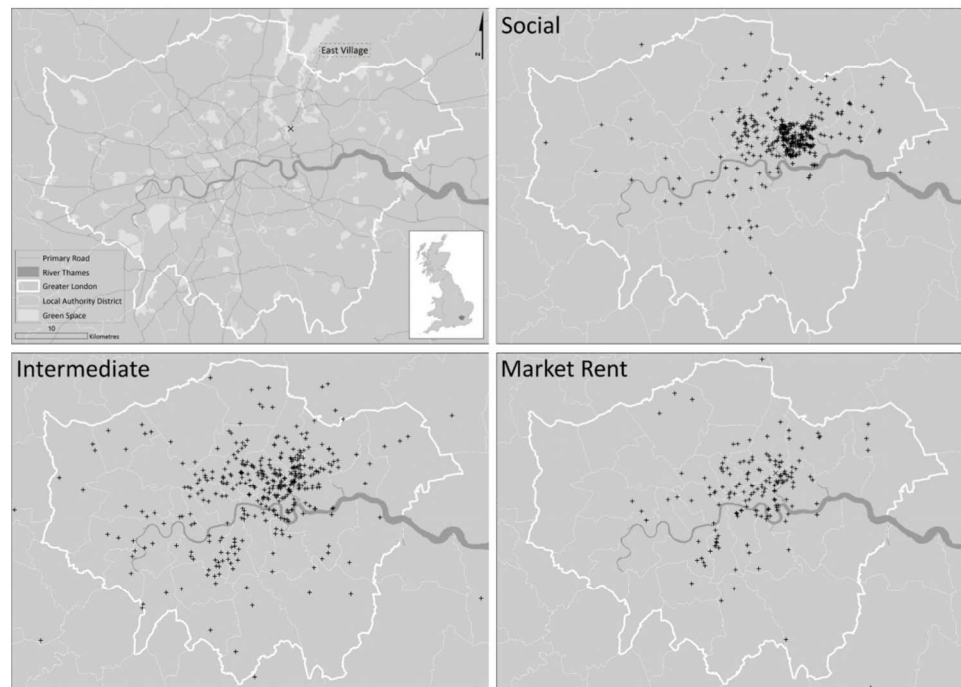 East Village
N
Primary Road
River Thames
Greater London
Local Authority District
Green Space
10
Kilometres
Social
Intermediate
Market Rent